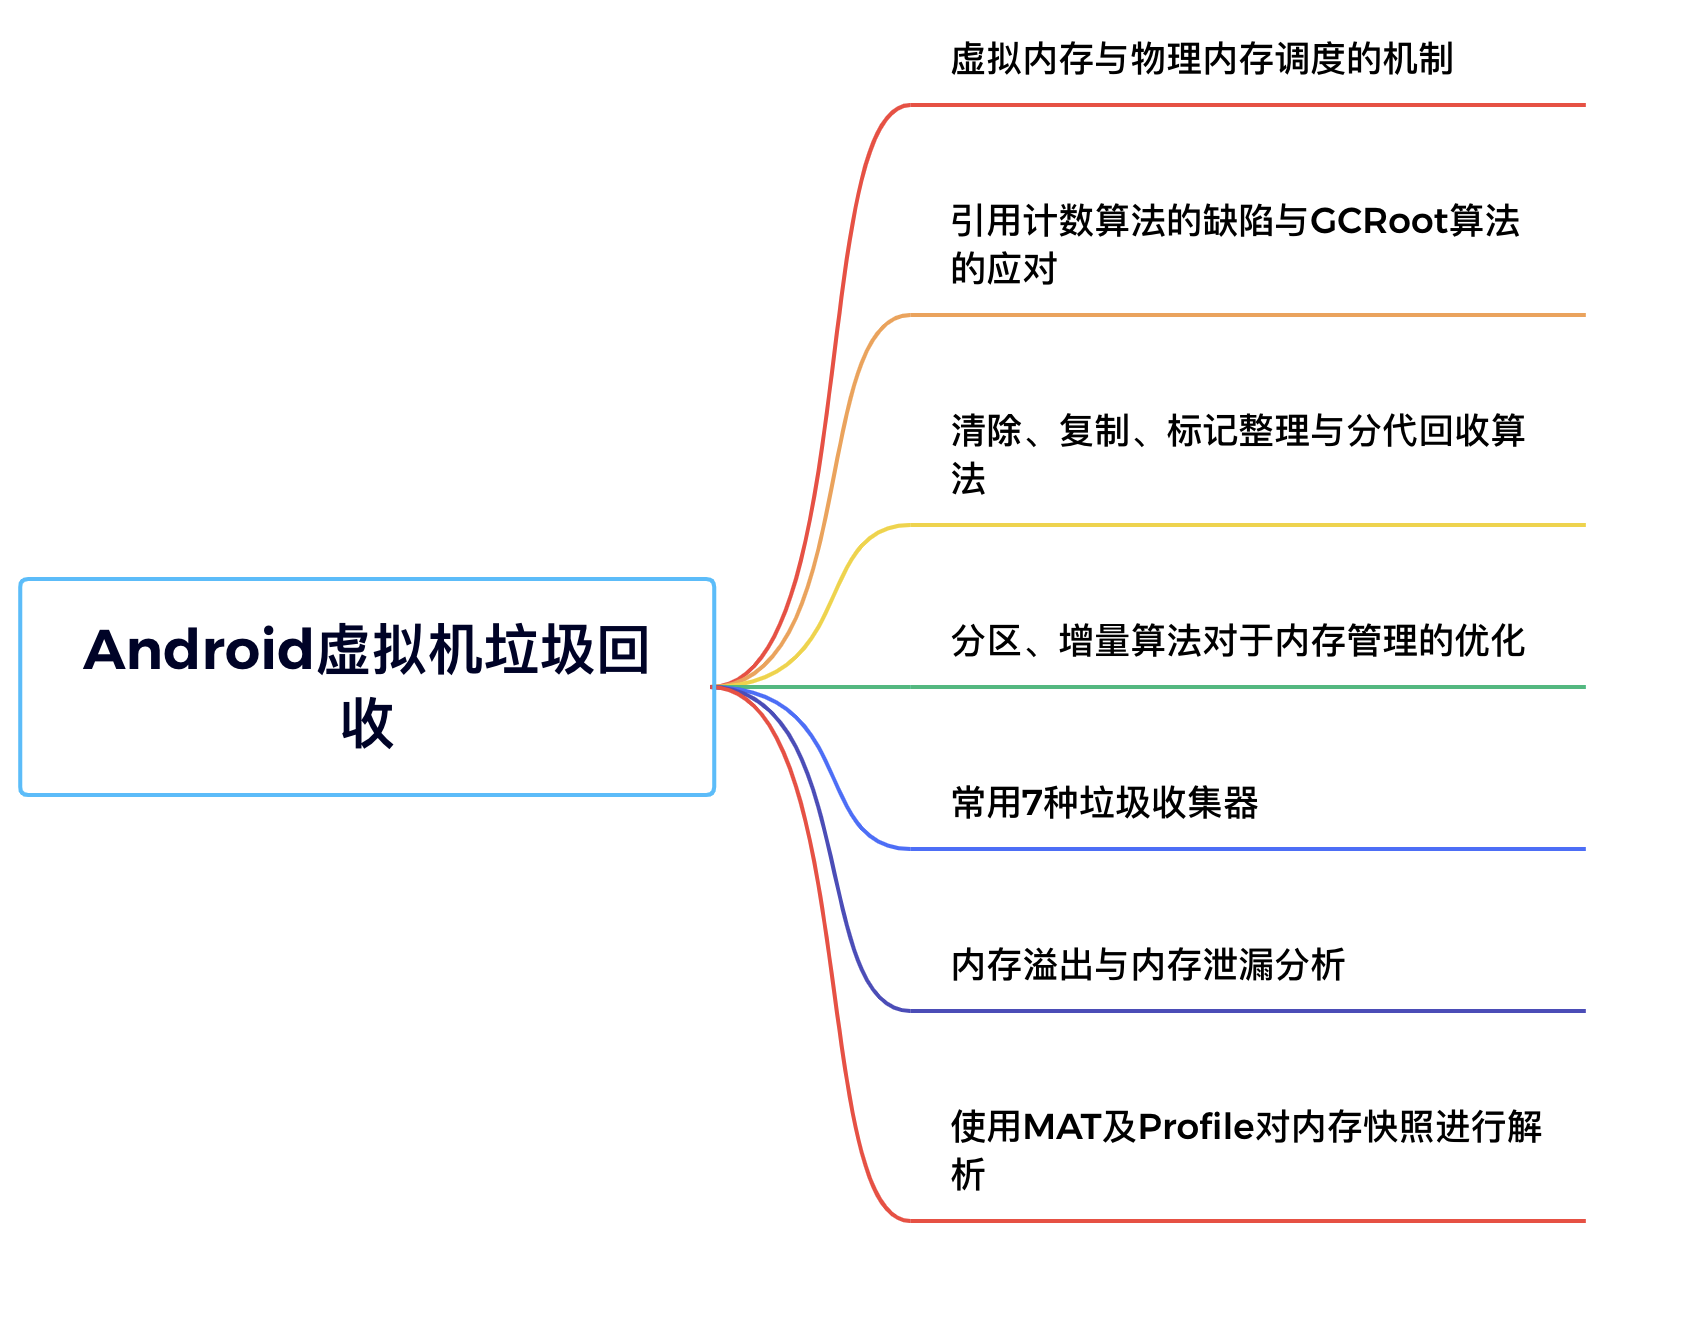 虚拟内存与物理内存调度的机制
引用计数算法的缺陷与GCRoot算法
的应对
清除、复制、标记整理与分代回收算
法
Android虚拟机垃圾回
收
分区、增量算法对于内存管理的优化
常用7种垃圾收集器
内存溢出与内存泄漏分析
使用MAT及Profile对内存快照进行解
析